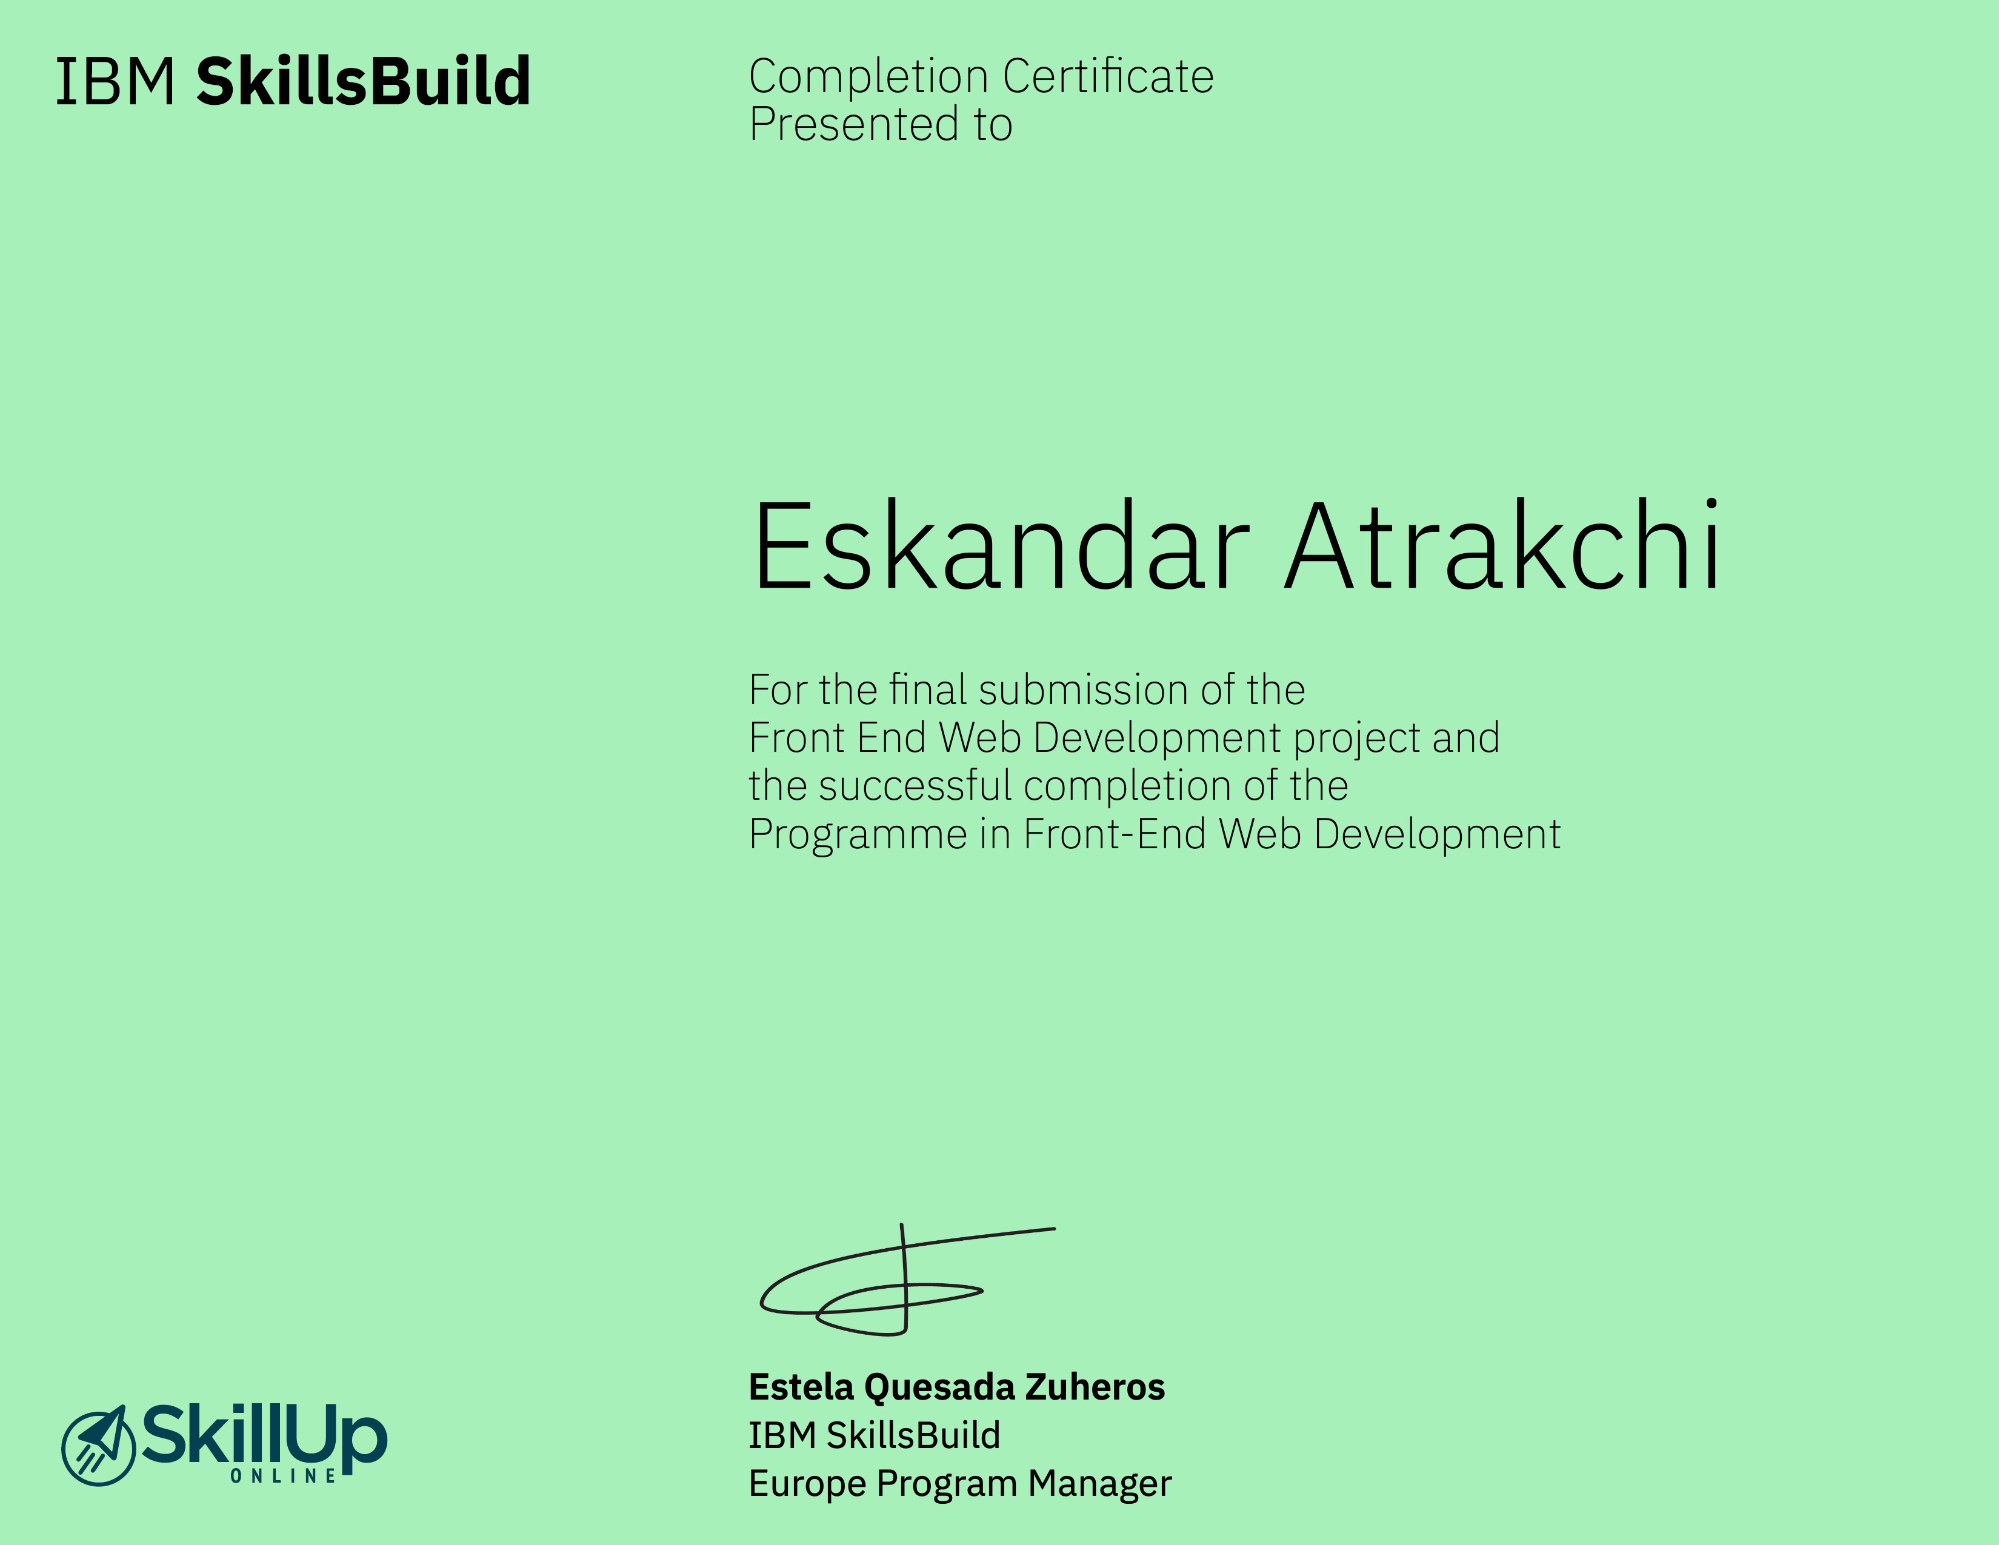 IBM SkillsBuild
Completion Certificate
Presented to
Eskandar Atrakchi
For the final submission of the
Front End Web Development project and
the successful completion of the
Programme in Front-End Web Development
Estela Quesada Zuheros
IBM SkillsBuild
Europe Program Manager
SkillUp
ONLINE